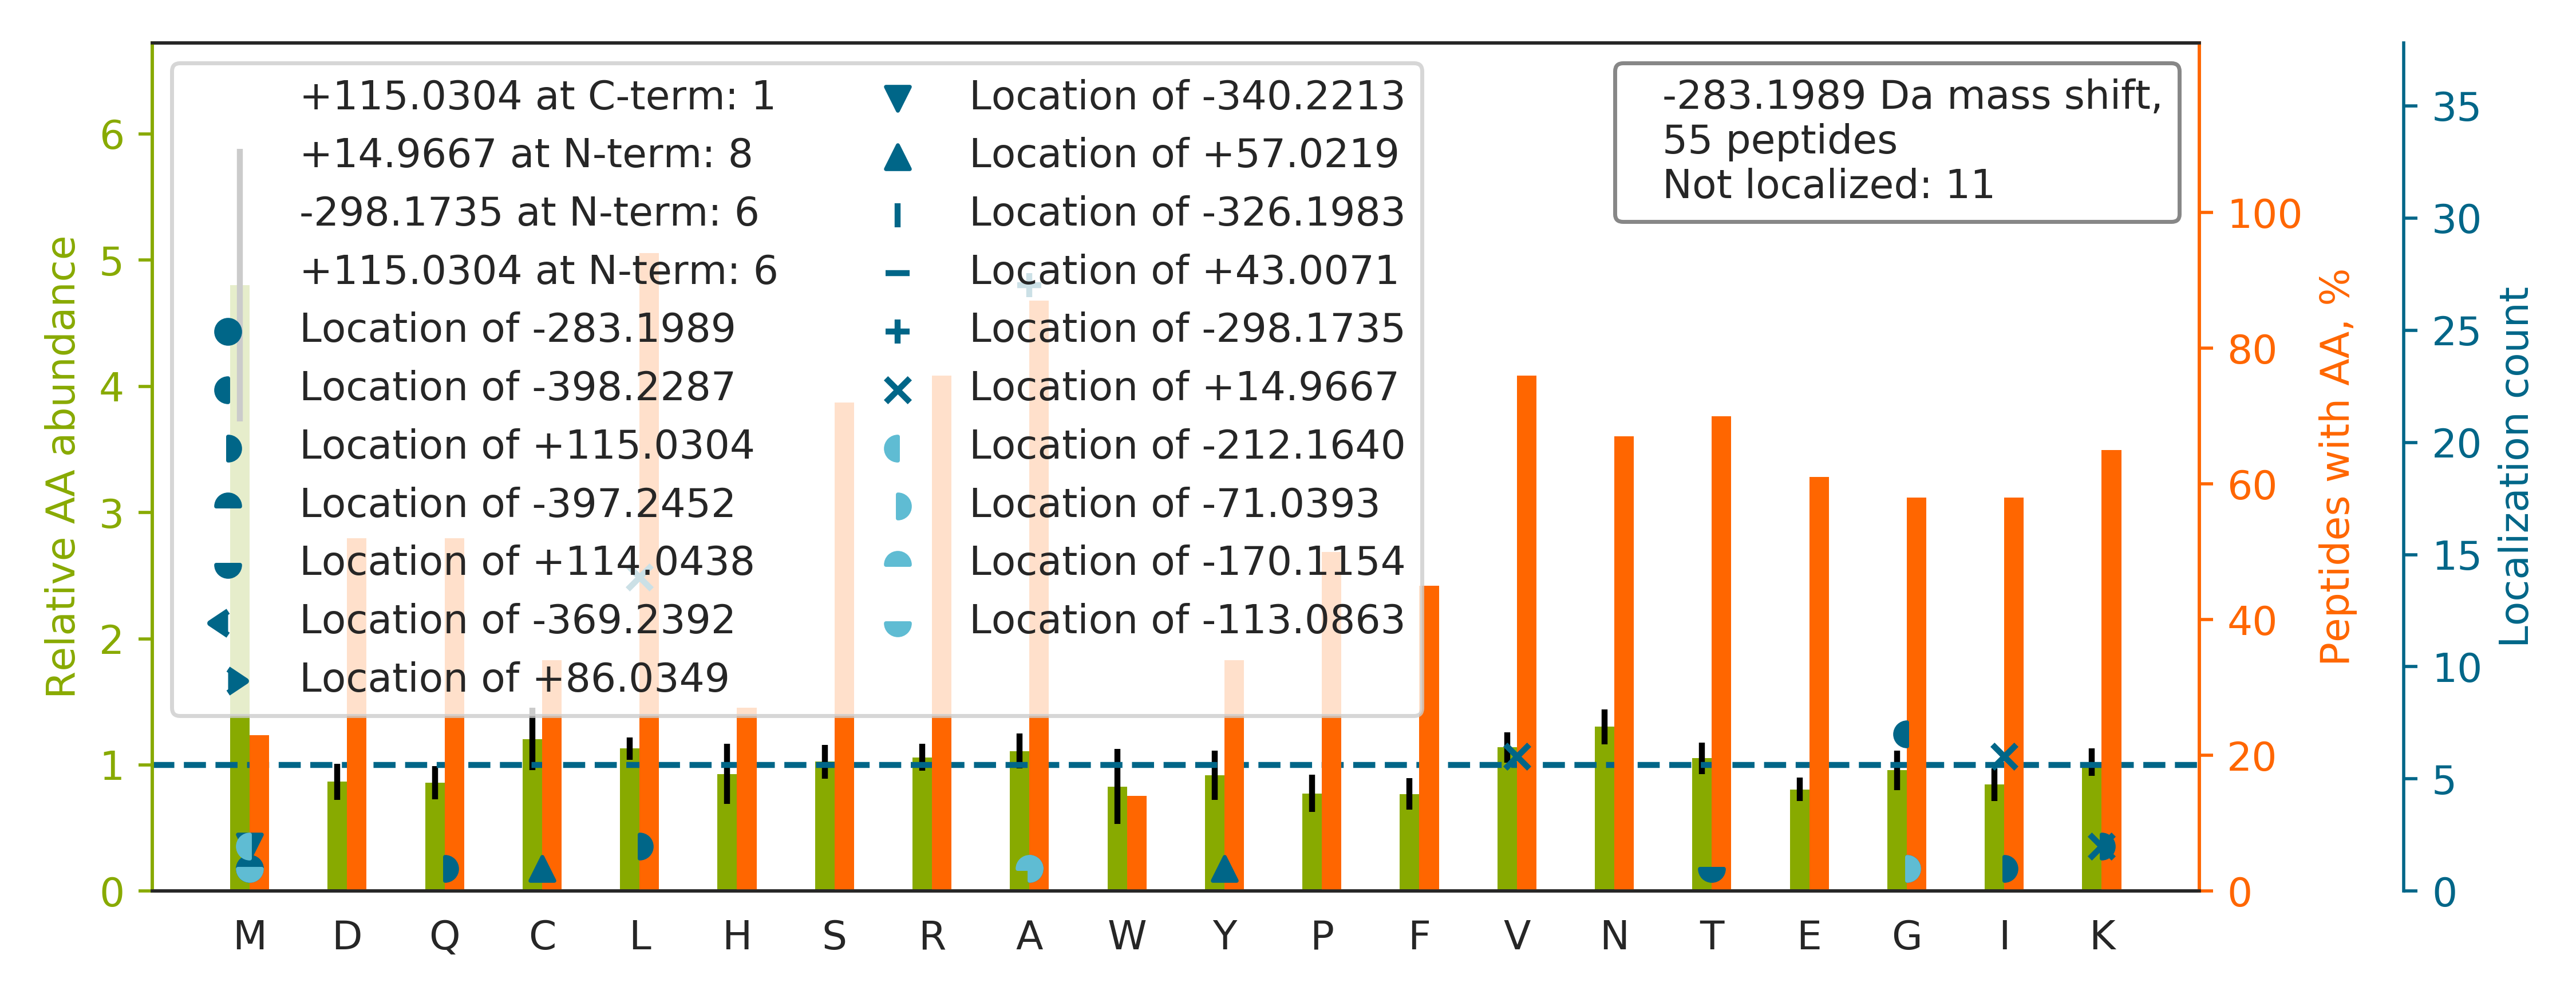 +115.0304 at C-term: 1
+14.9667 at N-term: 8
-298.1735 at N-term: 6
+115.0304 at N-term: 6
Location of -283.1989
Location of -398.2287
Location of +115.0304
Location of -397.2452
Location of +114.0438
Location of -369.2392
Location of +86.0349
Location of -340.2213
Location of +57.0219
Location of -326.1983
Location of +43.0071
Location of -298.1735
Location of +14.9667
Location of -212.1640
Location of -71.0393
Location of -170.1154
Location of -113.0863
-283.1989 Da mass shift,
55 peptides
Not localized: 11
Relative AA abundance
6
5
4
3
2
1
0
M D Q C L H S R A W Y P F V N T E G I K
100
80
60
40
20
0
Peptides with AA, %
35
30
25
20
15
10
5
0
Localization count